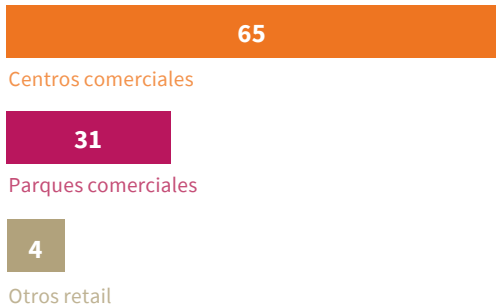 65
Centros comerciales
31
Parques comerciales
4
Otros retail